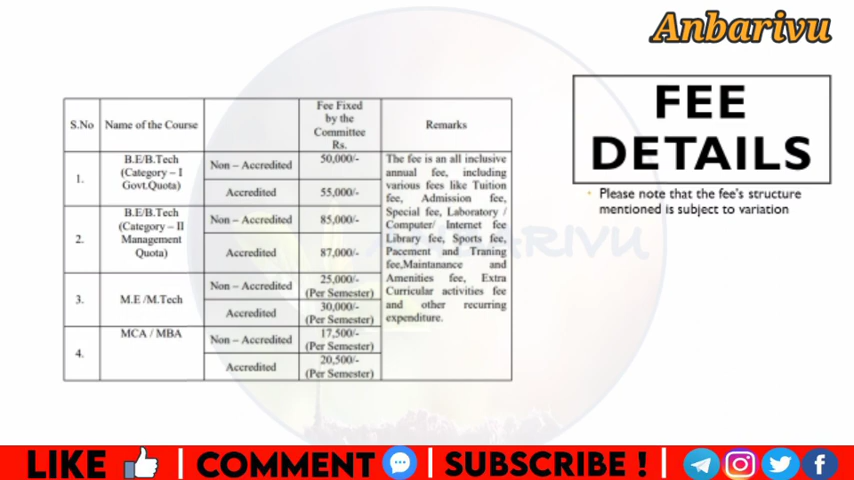 Anbarivu
FEE
DETAILS
Please note that the fee's structure
mentioned is subject to variation
S.No
Name of the Course
Fee Fixed
by the
Committee
Rs.
Remarks
1.
B.E/B.Tech
(Category – I
Govt.Quota)
Non – Accredited
50,000/-
Accredited
55,000/-
2.
B.E/B.Tech
(Category – II
Management
Quota)
Non – Accredited
85,000/-
Accredited
87,000/-
3.
M.E /M.Tech
Non – Accredited
25,000/-
(Per Semester)
Accredited
30,000/-
(Per Semester)
4.
MCA / MBA
Non – Accredited
17,500/-
(Per Semester)
Accredited
20,500/-
(Per Semester)
The fee is an all inclusive
annual fee, including
various fees like Tuition
fee, Admission fee,
Special fee, Laboratory /
Computer/ Internet fee
Library fee, Sports fee,
Pacement and Traning
fee,Maintanance and
Amenities fee, Extra
Curricular activities fee
and other recurring
expenditure.
LIKE | COMMENT | SUBSCRIBE ! |